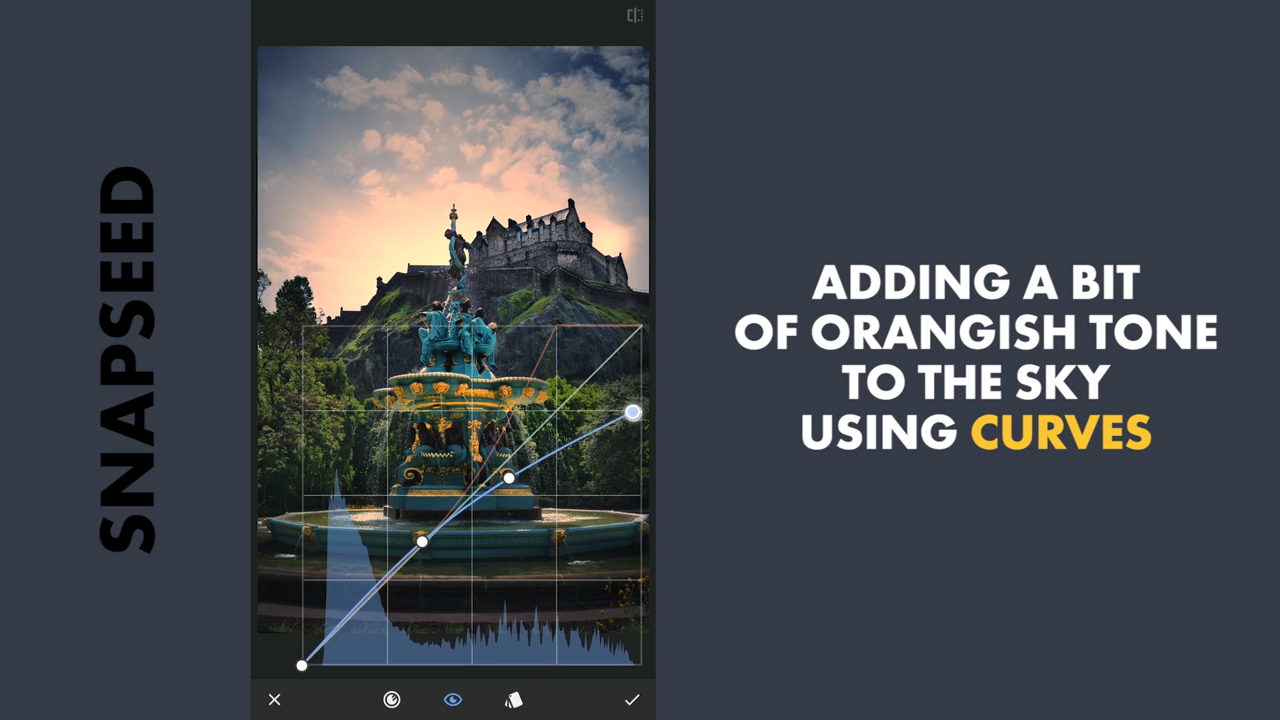 SNAPSEED
ADDING A BIT
OF ORANGISH TONE
TO THE SKY
USING CURVES